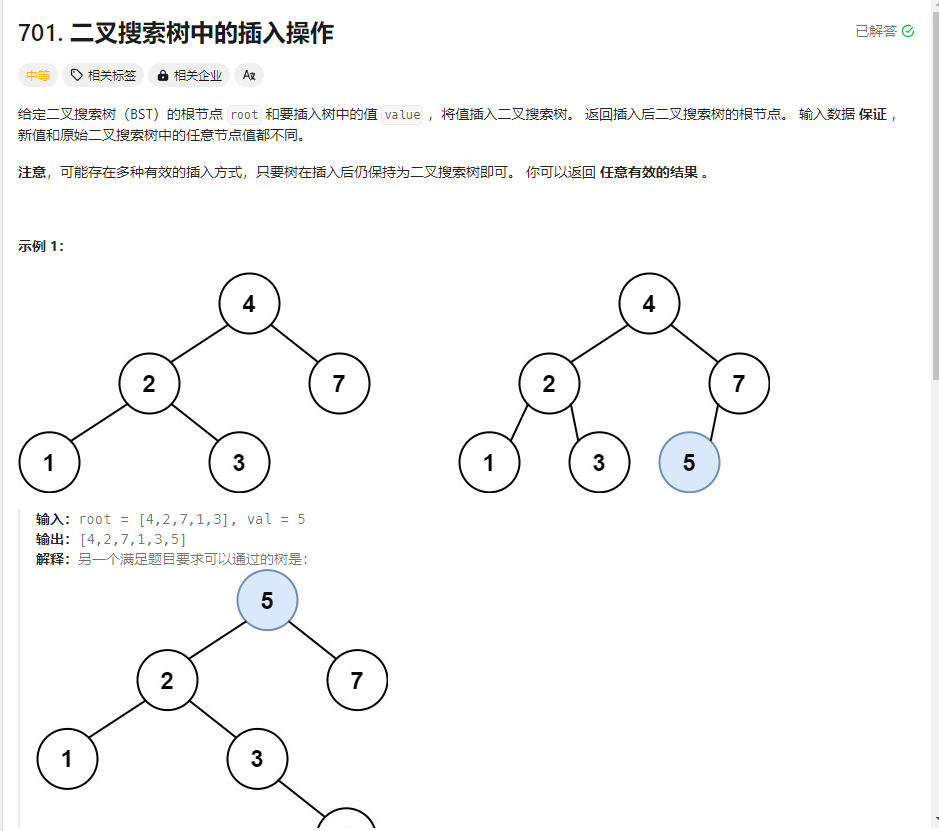 701. 二叉搜索树中的插入操作
已解答
中等 相关标签 相关企业 Aх
给定二叉搜索树（BST）的根节点 root 和要插入树中的值 value ，将值插入二叉搜索树。 返回插入后二叉搜索树的根节点。 输入数据 保证 ，
新值和原始二叉搜索树中的任意节点值都不同。
注意，可能存在多种有效的插入方式，只要树在插入后仍保持为二叉搜索树即可。 你可以返回 任意有效的结果 。
示例 1：
4
2 7
1 3
4
2 7
1 3 5
输入：root = [4,2,7,1,3], val = 5
输出：[4,2,7,1,3,5]
解释：另一个满足题目要求可以通过的树是：
5
2 7
1 3